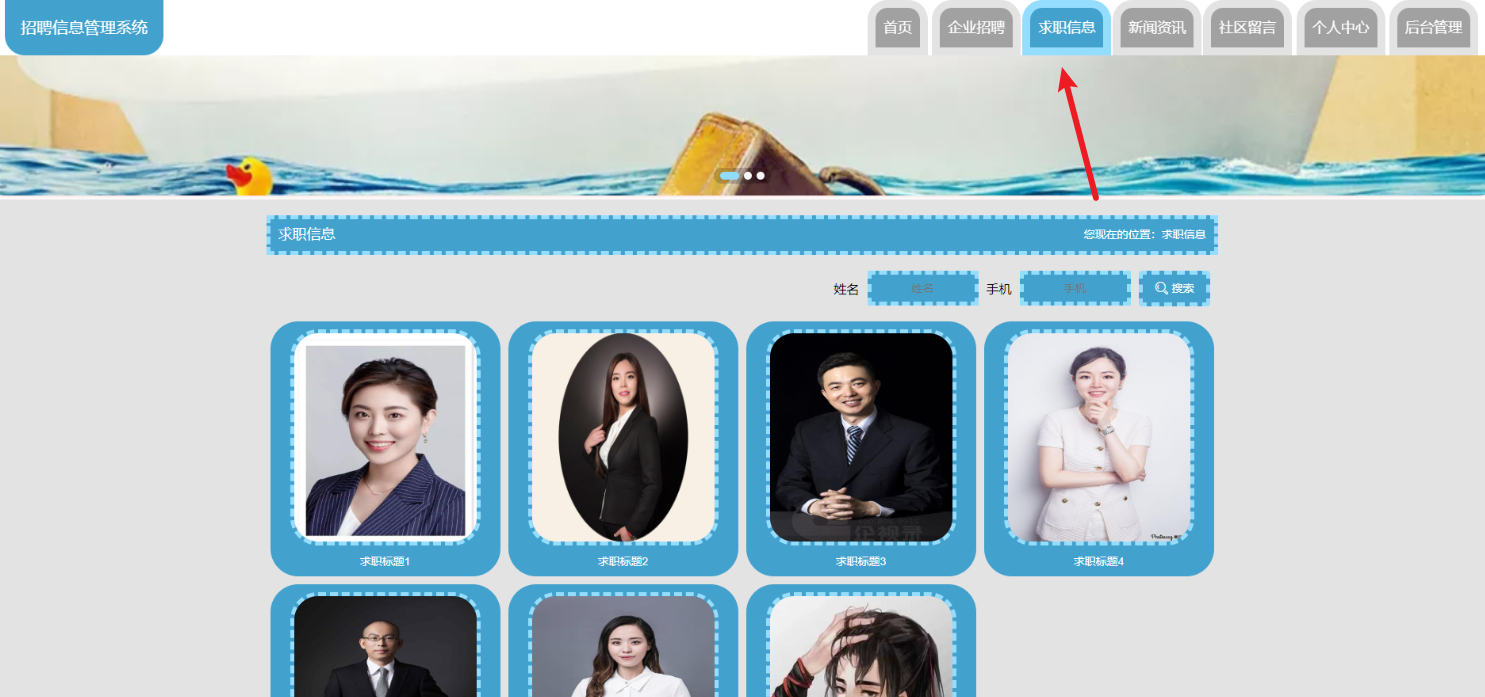 招聘信息管理系统
首页
企业招聘
求职信息
新闻资讯
社区留言
个人中心
后台管理
求职信息
您现在的位置：求职信息
姓名
姓名
手机
手机
搜索
求职标题1
求职标题2
求职标题3
求职标题4